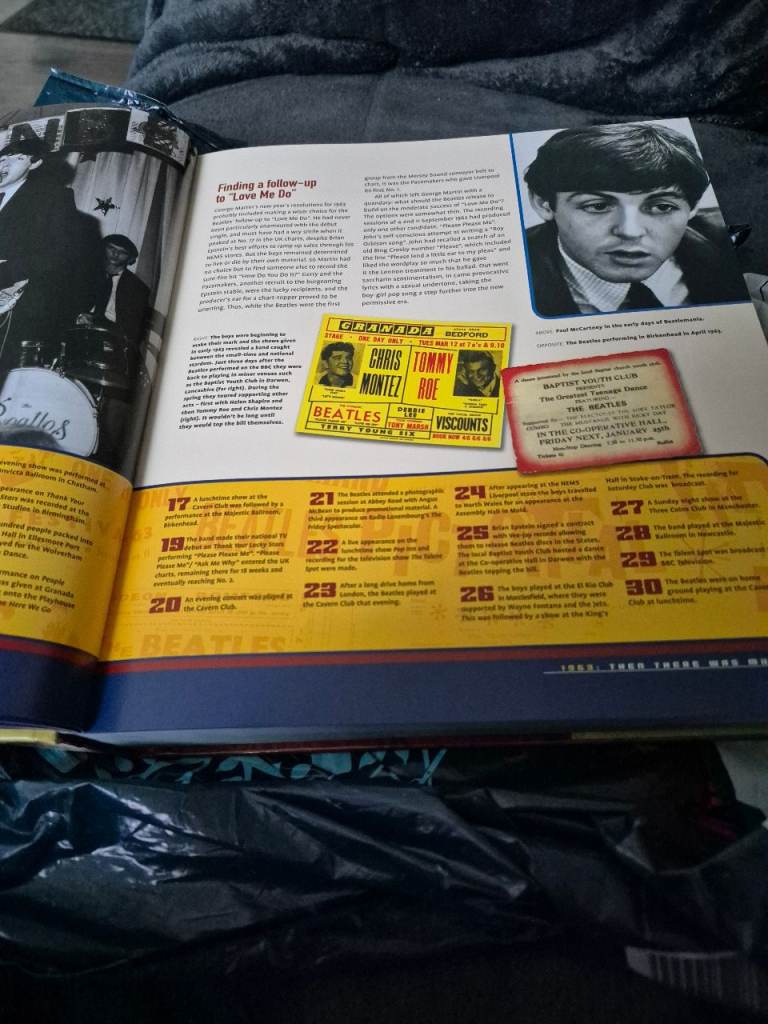 Beatles
evening show was performed at
Invicta Ballroom in Chatham.
pearance on Thank Your
Stars was recorded at the
Studios in Birmingham.
hundred people packed into
Hall in Ellesmere Port
ved for the Wolverham
Dance.
rformance on People
was given at Granada
t onto the Playhouse
e Here We Go
Finding a follow-up
to "Love Me Do"
George Martin's new year's resolutions for 1963
probably included making a wiser choice for the
Beatles' follow-up to "Love Me Do". He had never
been particularly enamoured with the debut
single, and must have had a wry smile when it
peaked at No. 17 in the UK charts, despite Brian
Epstein's best efforts to ramp up sales through his
NEMS stores. But the boys remained determined
to live or die by their own material, so Martin had
no choice but to find someone else to record the
sure-fire hit "How Do You Do It?" Gerry and the
Pacemakers, another recruit to the burgeoning
Epstein stable, were the lucky recipients, and the
producer's ear for a chart-topper proved to be
unerring. Thus, while the Beatles were the first
group from the Mersey Sound conveyor belt to
chart, it was the Pacemakers who gave Liverpool
its first No. 1.
All of which left George Martin with a
quandary: what should the Beatles release to
build on the moderate success of "Love Me Do"?
The options were somewhat thin. The recording
sessions of 4 and 11 September 1962 had produced
only one other candidate, "Please Please Me",
John's self-conscious attempt at writing a "Roy
Orbison song". John had recalled a snatch of an
old Bing Crosby number "Please", which included
the line "Please lend a little ear to my pleas" and
liked the wordplay so much that he gave
it the Lennon treatment in his ballad. Out went
saccharin sentimentalism, in came provocative
lyrics with a sexual undertone, taking the
boy-girl pop song a step further into the now
permissive era.
ABOVE: Paul McCartney in the early days of Beatlemania.
OPPOSITE: The Beatles performing in Birkenhead in April 1963.
RIGHT: The boys were beginning to
make their mark and the shows given
in early 1963 revealed a band caught
between the small-time and national
stardom. Just three days after the
Beatles performed on the BBC they were
back to playing in minor venues such
as the Baptist Youth Club in Darwen,
Lancashire (far right). During the
spring they toured supporting other
acts – first with Helen Shapiro and
then Tommy Roe and Chris Montez
(right). It wouldn't be long until
they would top the bill themselves.
GRANADA BEDFORD
STAGE • ONE DAY ONLY • TUES MAR 12 at 7 & 9.10
CHRIS
MONTEZ
TOMMY
ROE
BEATLES
DEBBIE
LEE
TONY MARSH
VISCOUNTS
TERRY YOUNG SIX
BOOK NOW
BAPTIST YOUTH CLUB
PRESENTS
The Greatest Teenage Dance
FEATURING
THE BEATLES
IN THE CO-OPERATIVE HALL,
FRIDAY NEXT, JANUARY 25th
17 A lunchtime show at the
Cavern Club was followed by a
performance at the Majestic Ballroom,
Birkenhead.
19 The band made their national TV
debut on Thank Your Lucky Stars
performing "Please Please Me". "Please
Please Me"/"Ask Me Why" entered the UK
charts, remaining there for 18 weeks and
eventually reaching No. 2.
20 An evening concert was played at
the Cavern Club.
21 The Beatles attended a photographic
session at Abbey Road with Angus
McBean to produce promotional material. A
third appearance on Radio Luxembourg's The
Friday Spectacular.
22 A live appearance on the
lunchtime show Pop Inn and
recording for the television show The Talent
Spot were made.
23 After a long drive home from
London, the Beatles played at
the Cavern Club that evening.
24 After appearing at the NEMS
Liverpool store the boys travelled
to North Wales for an appearance at the
Assembly Hall in Mold.
25 Brian Epstein signed a contract
with Vee-Jay records allowing
them to release Beatles discs in the States.
The local Baptist Youth Club hosted a dance
at the Co-operative Hall in Darwen with the
Beatles topping the bill.
26 The boys played at the El Rio Club
in Macclesfield, where they were
supported by Wayne Fontana and the Jets.
This was followed by a show at the King's
Hall in Stoke-on-Trent. The recording for
Saturday Club was broadcast.
27 A Sunday night show at the
Three Coins Club in Manchester.
28 The band played at the Majestic
Ballroom in Newcastle.
29 The Talent Spot was broadcast
BBC Television.
30 The Beatles were on home
ground playing at the Cavern
Club at lunchtime.
1963: THEN THERE WAS